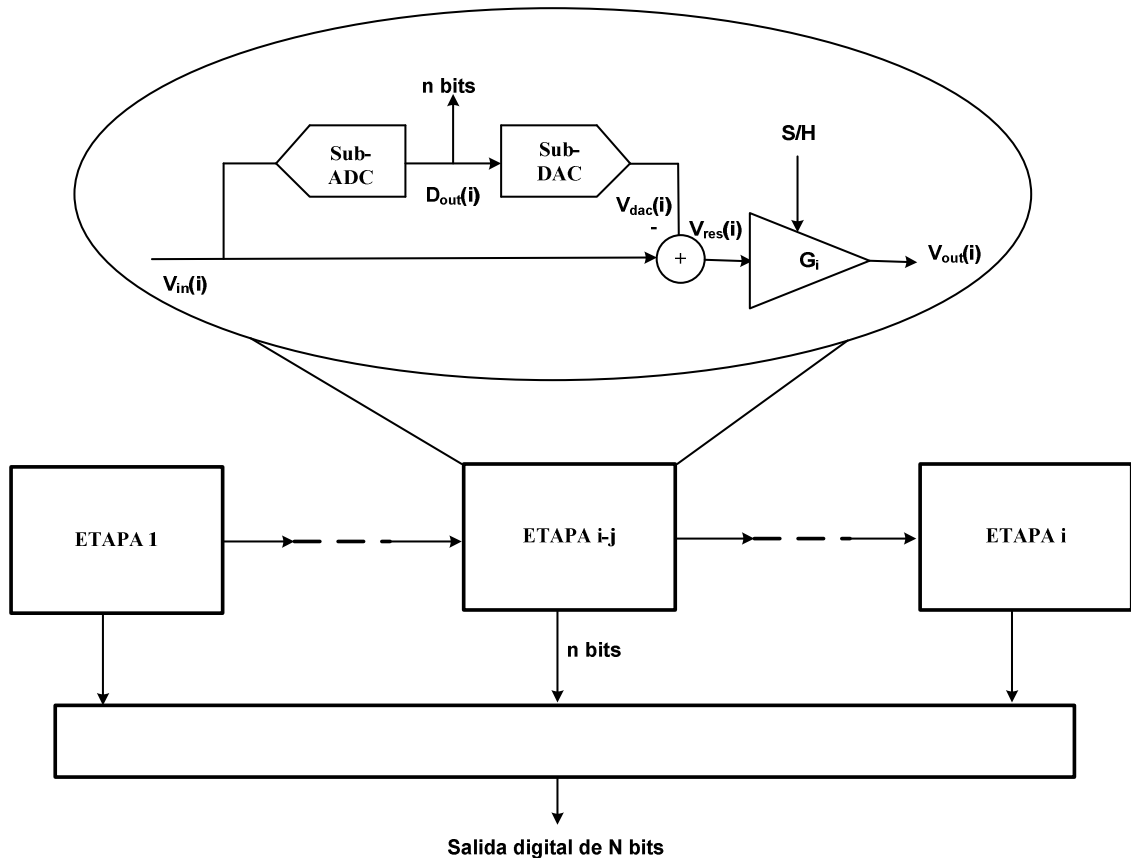 n bits
S/H
Sub-
ADC
Sub-
DAC
Dout(i)
Vdac(i)
-
Vres(i)
+
Gi
Vout(i)
Vin(i)
ETAPA 1
ETAPA i-j
ETAPA i
n bits
Salida digital de N bits